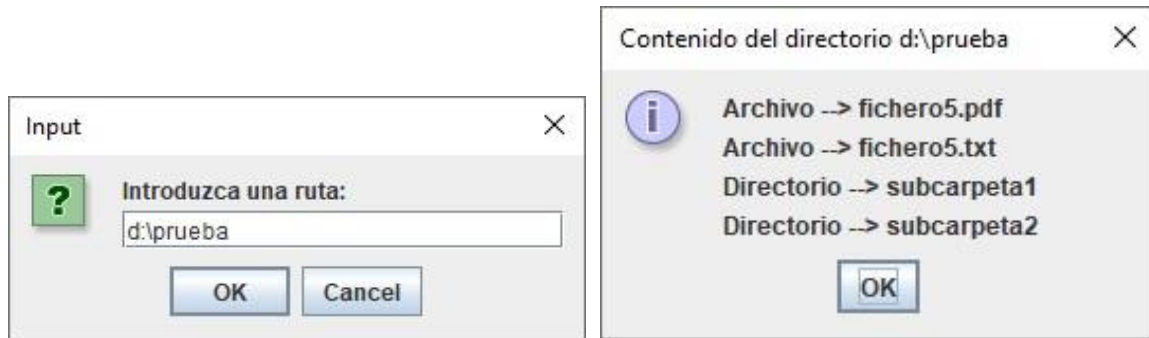 Input
Introduzca una ruta:
d:\prueba
OK Cancel
Contenido del directorio d:\prueba
Archivo --> fichero5.pdf
Archivo --> fichero5.txt
Directorio --> subcarpeta1
Directorio --> subcarpeta2
OK